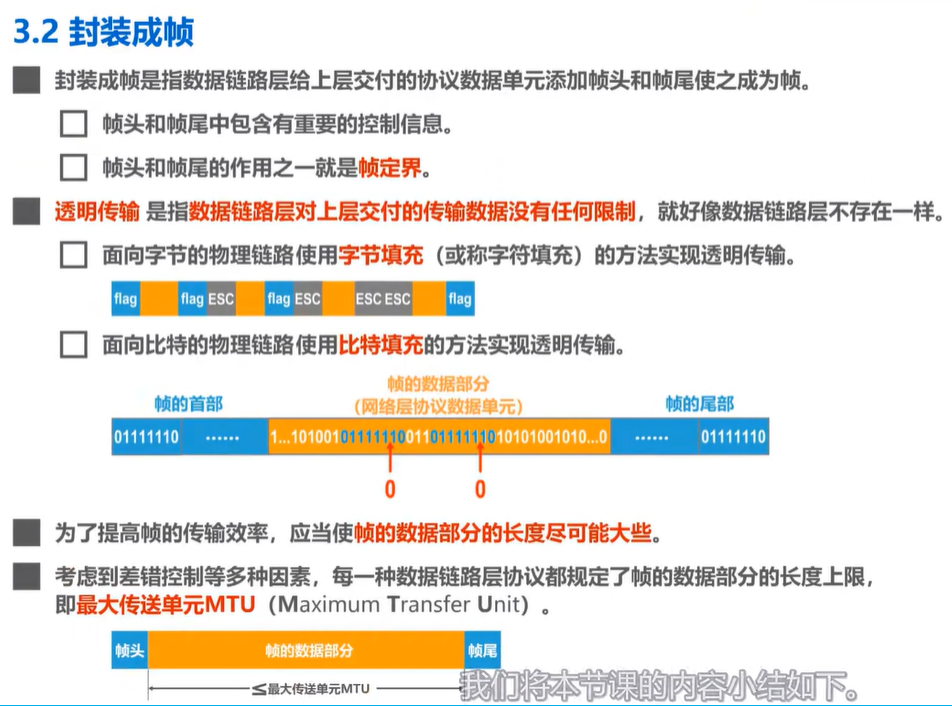 3.2 封装成帧
封装成帧是指数据链路层给上层交付的协议数据单元添加帧头和帧尾使之成为帧。
帧头和帧尾中包含有重要的控制信息。
帧头和帧尾的作用之一就是帧定界。
透明传输 是指数据链路层对上层交付的传输数据没有任何限制，就好像数据链路层不存在一样。
面向字节的物理链路使用字节填充（或称字符填充）的方法实现透明传输。
flag flag ESC flag ESC ESC ESC flag
面向比特的物理链路使用比特填充的方法实现透明传输。
帧的数据部分
帧的首部 （网络层协议数据单元） 帧的尾部
01111110 …… 1...101001011111100110111111010101001010...0 …… 01111110
0 0
为了提高帧的传输效率，应当使帧的数据部分的长度尽可能大些。
考虑到差错控制等多种因素，每一种数据链路层协议都规定了帧的数据部分的长度上限，
即最大传送单元MTU（Maximum Transfer Unit）。
帧头 帧的数据部分 帧尾
≤最大传送单元MTU
我们将本节课的内容小结如下。